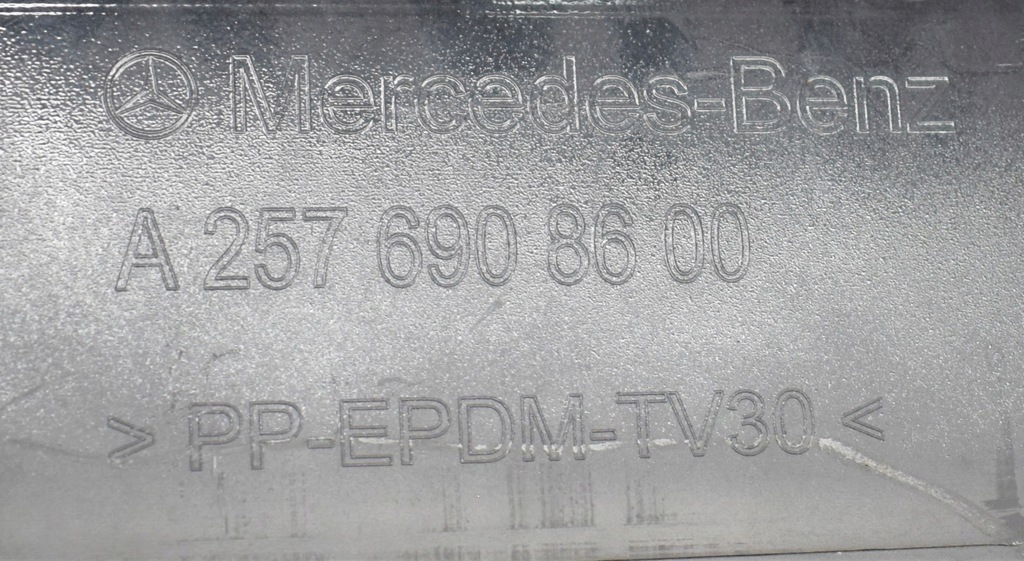 Mercedes-Benz
A 257 690 86 00
> PP-EPDM-TV30 <